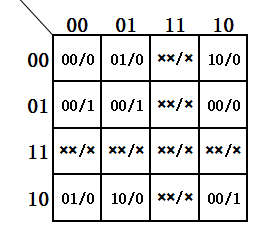 00 01 11 10
00 00/0 01/0 ××/× 10/0
01 00/1 00/1 ××/× 00/0
11 ××/× ××/× ××/× ××/×
10 01/0 10/0 ××/× 00/1